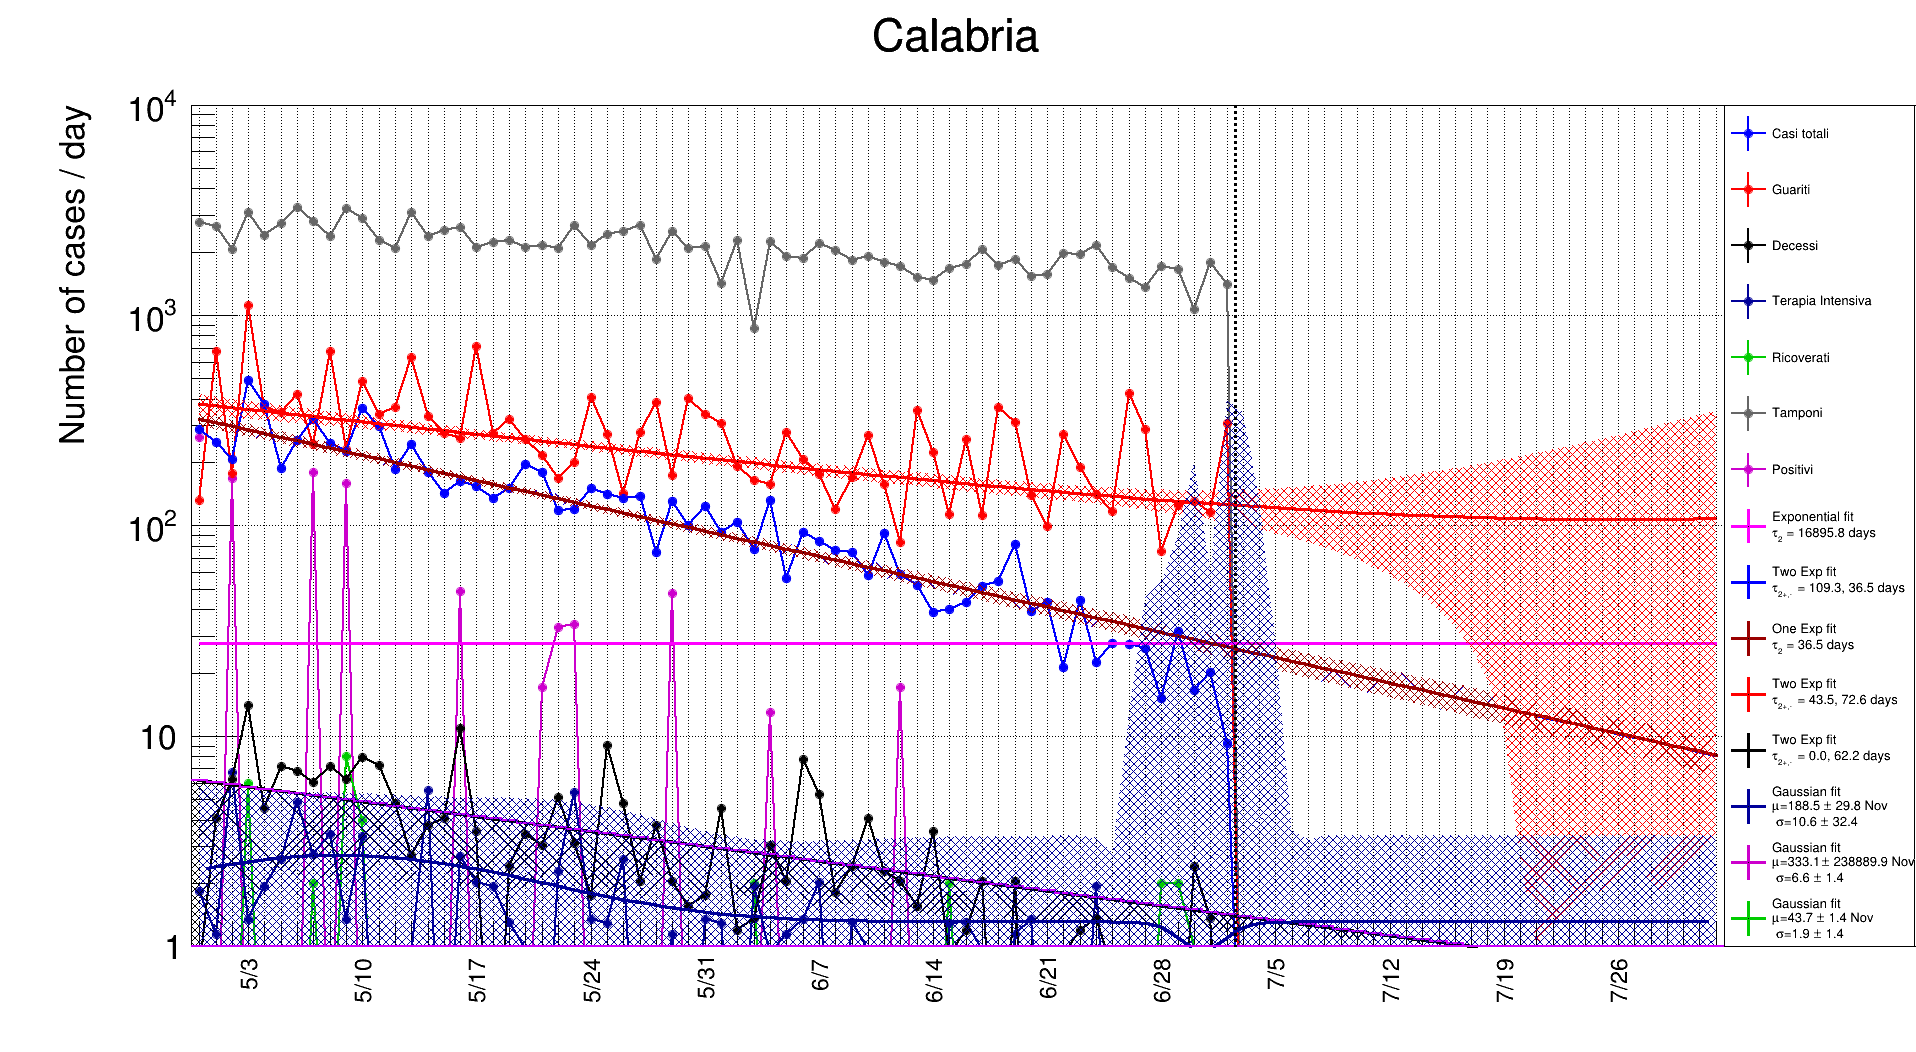 Calabria
Number of cases / day
10^4
10^3
10^2
10
1
5/3
5/10
5/17
5/24
5/31
6/7
6/14
6/21
6/28
7/5
7/12
7/19
7/26
Casi totali
Guariti
Decessi
Terapia Intensiva
Ricoverati
Tamponi
Positivi
Exponential fit
τ_2 = 16895.8 days
Two Exp fit
τ_2+,- = 109.3, 36.5 days
One Exp fit
τ_2 = 36.5 days
Two Exp fit
τ_2+,- = 43.5, 72.6 days
Two Exp fit
τ_2+,- = 0.0, 62.2 days
Gaussian fit
μ=188.5 ± 29.8 Nov
σ=10.6 ± 32.4
Gaussian fit
μ=333.1 ± 238889.9 Nov
σ=6.6 ± 1.4
Gaussian fit
μ=43.7 ± 1.4 Nov
σ=1.9 ± 1.4